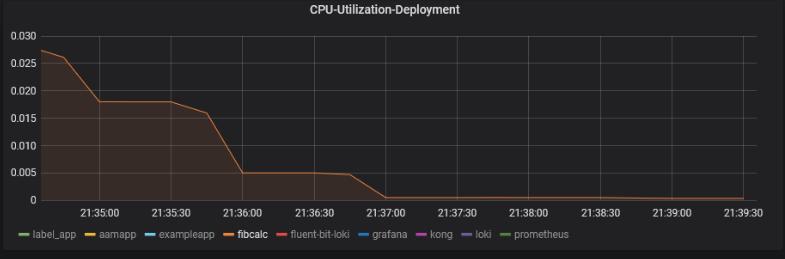 CPU-Utilization-Deployment
0.030
0.025
0.020
0.015
0.010
0.005
0
21:35:00 21:35:30 21:36:00 21:36:30 21:37:00 21:37:30 21:38:00 21:38:30 21:39:00 21:39:30
label_app aamapp exampleapp fibcalc fluent-bit-loki grafana kong loki prometheus